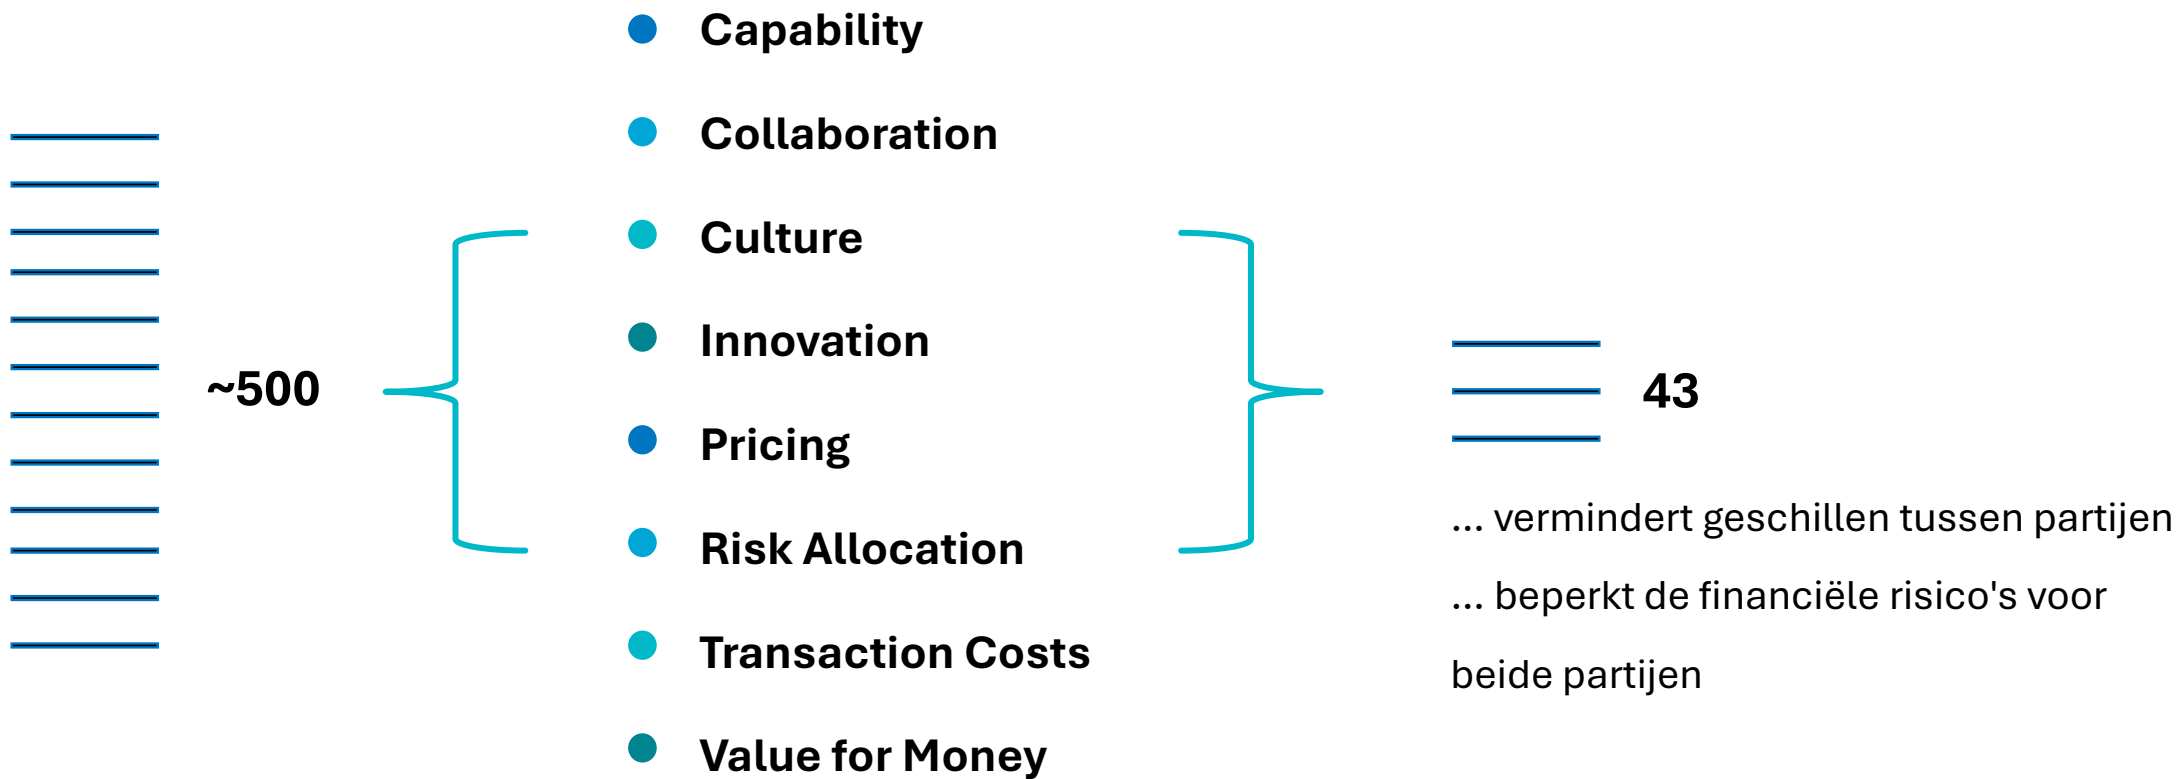 ~500
Capability
Collaboration
Culture
Innovation
Pricing
Risk Allocation
Transaction Costs
Value for Money
43
... vermindert geschillen tussen partijen
... beperkt de financiële risico's voor
beide partijen